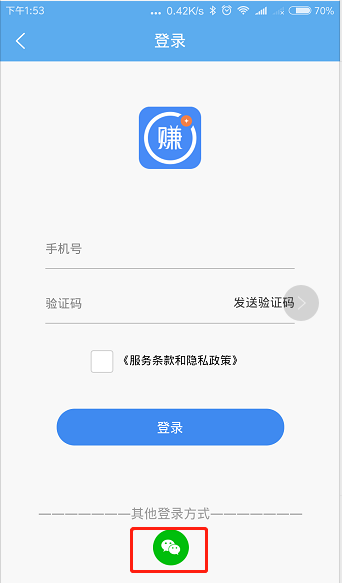 下午1:53
... 0.42K/s
70%
登录
赚
手机号
验证码
发送验证码
《服务条款和隐私政策》
登录
———————其他登录方式———————